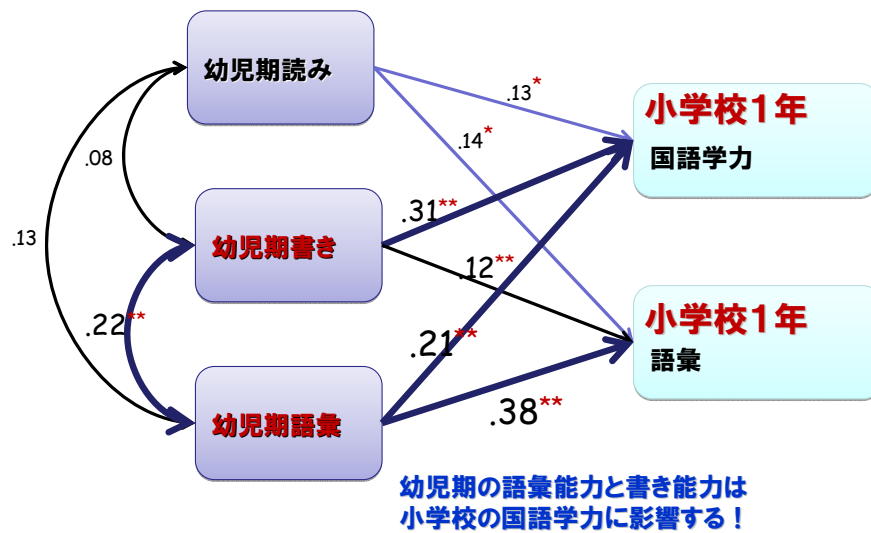 幼児期読み
.13*
小学校1年
国語学力
.14*
.08
.31**
幼児期書き
.13
.12**
.22**
.21**
小学校1年
語彙
幼児期語彙
.38**
幼児期の語彙能力と書き能力は
小学校の国語学力に影響する！